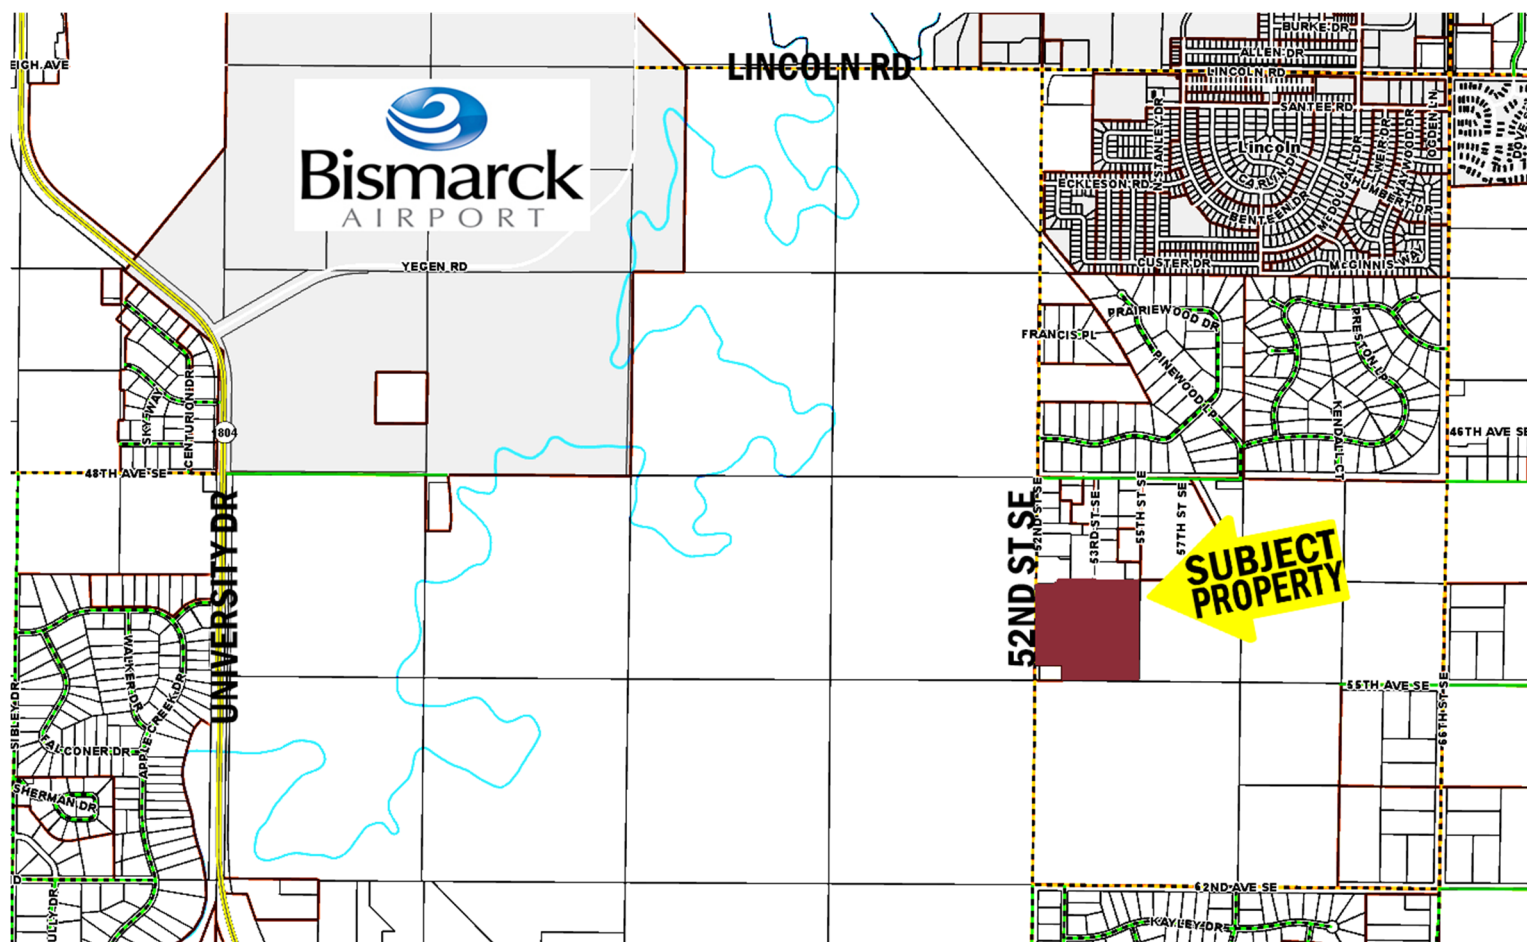 BURKE DR
ALLEN DR
EIGH AVE
LINCOLN RD
LINCOLN RD
SANTEE RD
OGDEN LN
N STANLEY DR
WEIR DR
Lincoln
McDOUGAL DR
Bismarck
AIRPORT
ECKLESON RD
HUMBERT DR
BENTEEN DR
YEGEN RD
CUSTER DR
McGINNIS WAY
PRAIRIEWOOD DR
FRANCIS PL
PRESTON LP
PINEWOOD LP
SKYWAY
CENTURION DR
KENDALL CT
804
46TH AVE SE
48TH AVE SE
52ND ST SE
52ND ST SE
53RD ST SE
55TH ST SE
57TH ST SE
UNIVERSITY DR
SUBJECT
PROPERTY
WALKER DR
APPLE CREEK DR
SIBLEY DR
55TH AVE SE
66TH ST SE
FALCONER DR
SHERMAN DR
D
ULLY DR
62ND AVE SE
KAYLEY DR